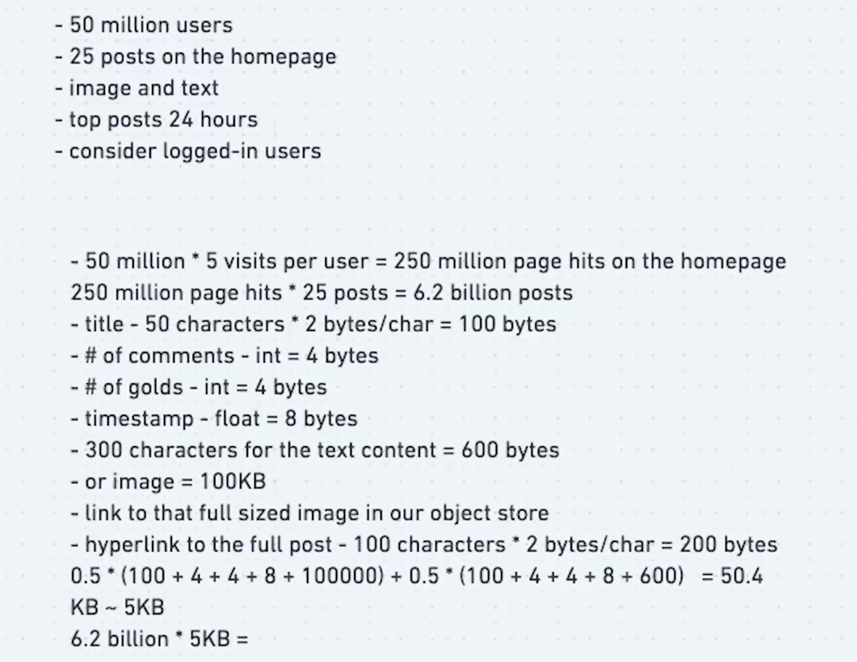 - 50 million users
- 25 posts on the homepage
- image and text
- top posts 24 hours
- consider logged-in users
- 50 million * 5 visits per user = 250 million page hits on the homepage
250 million page hits * 25 posts = 6.2 billion posts
- title - 50 characters * 2 bytes/char = 100 bytes
- # of comments - int = 4 bytes
- # of golds - int = 4 bytes
- timestamp - float = 8 bytes
- 300 characters for the text content = 600 bytes
- or image = 100KB
- link to that full sized image in our object store
- hyperlink to the full post - 100 characters * 2 bytes/char = 200 bytes
0.5 * (100 + 4 + 4 + 8 + 100000) + 0.5 * (100 + 4 + 4 + 8 + 600) = 50.4
KB ~ 5KB
6.2 billion * 5KB =